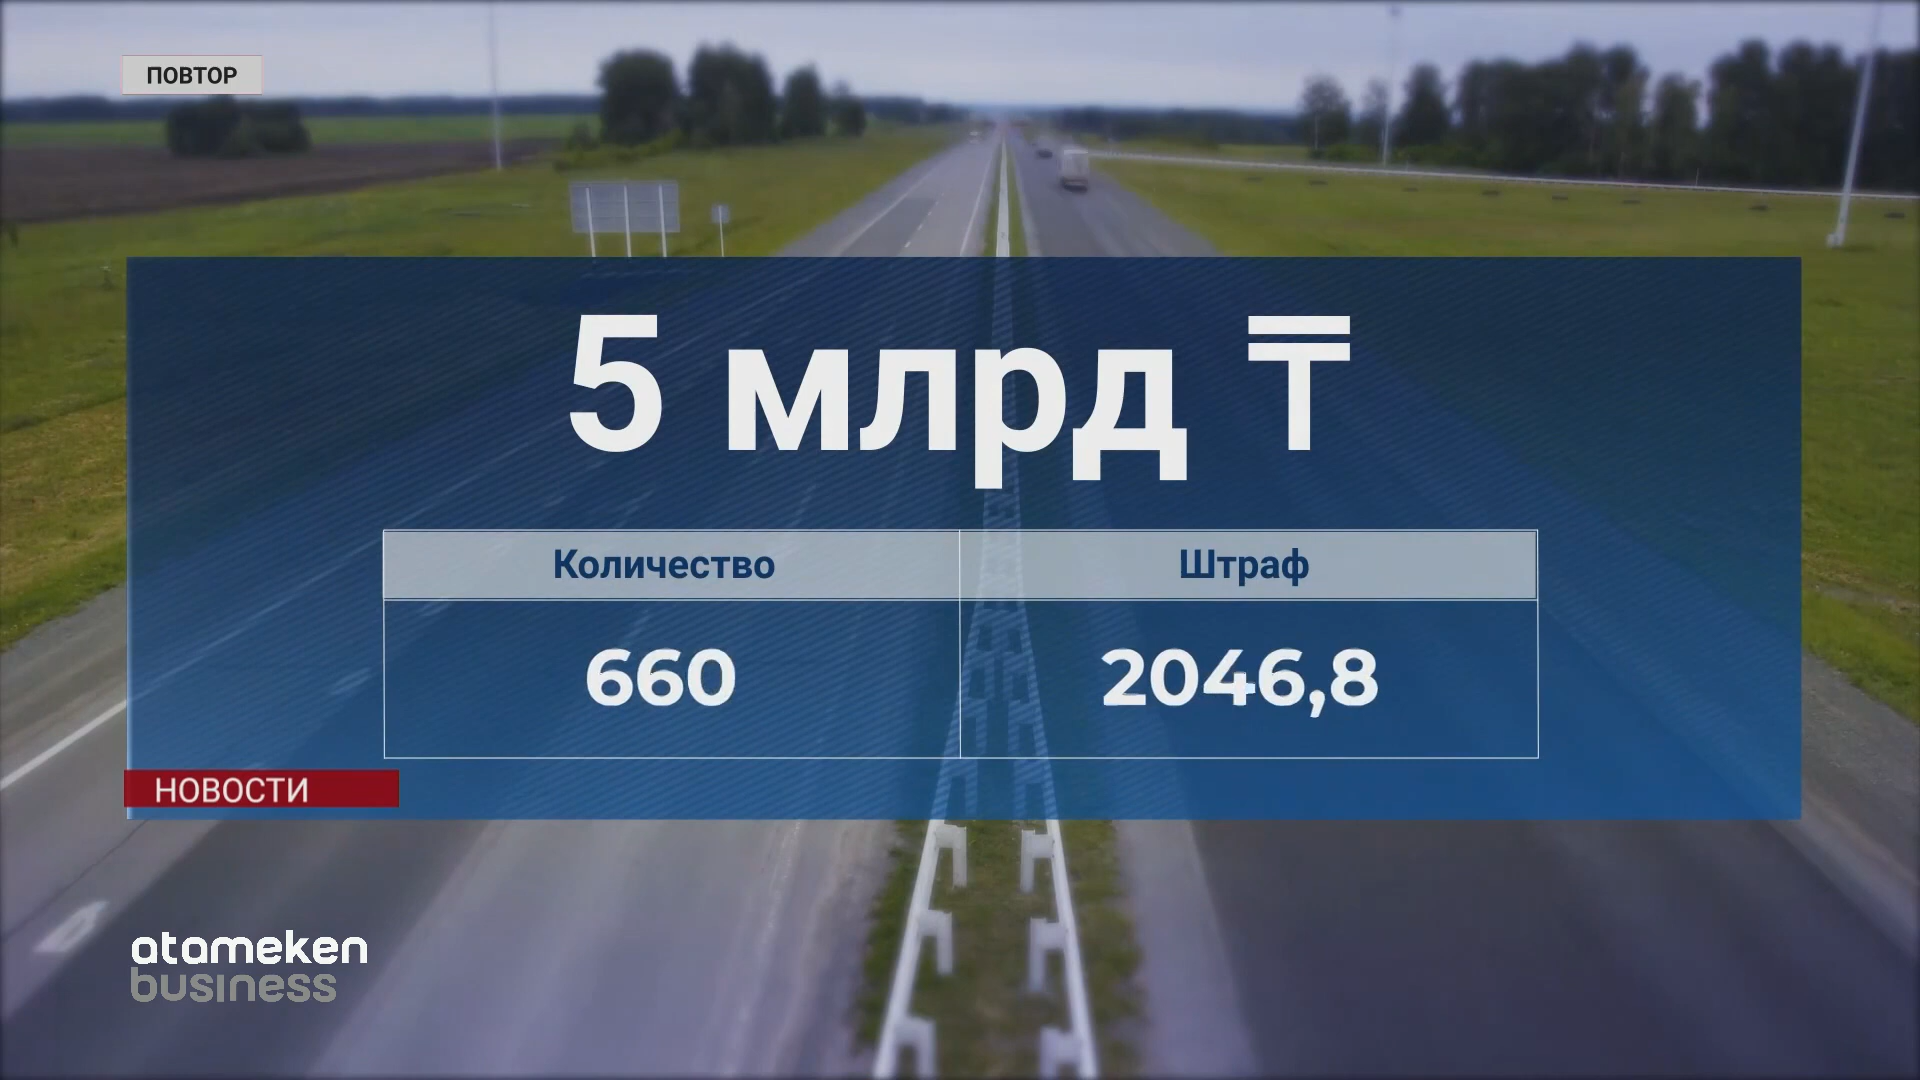 ПОВТОР
5 млрд ₸
Количество Штраф
660 2046,8
НОВОСТИ
atameken
business